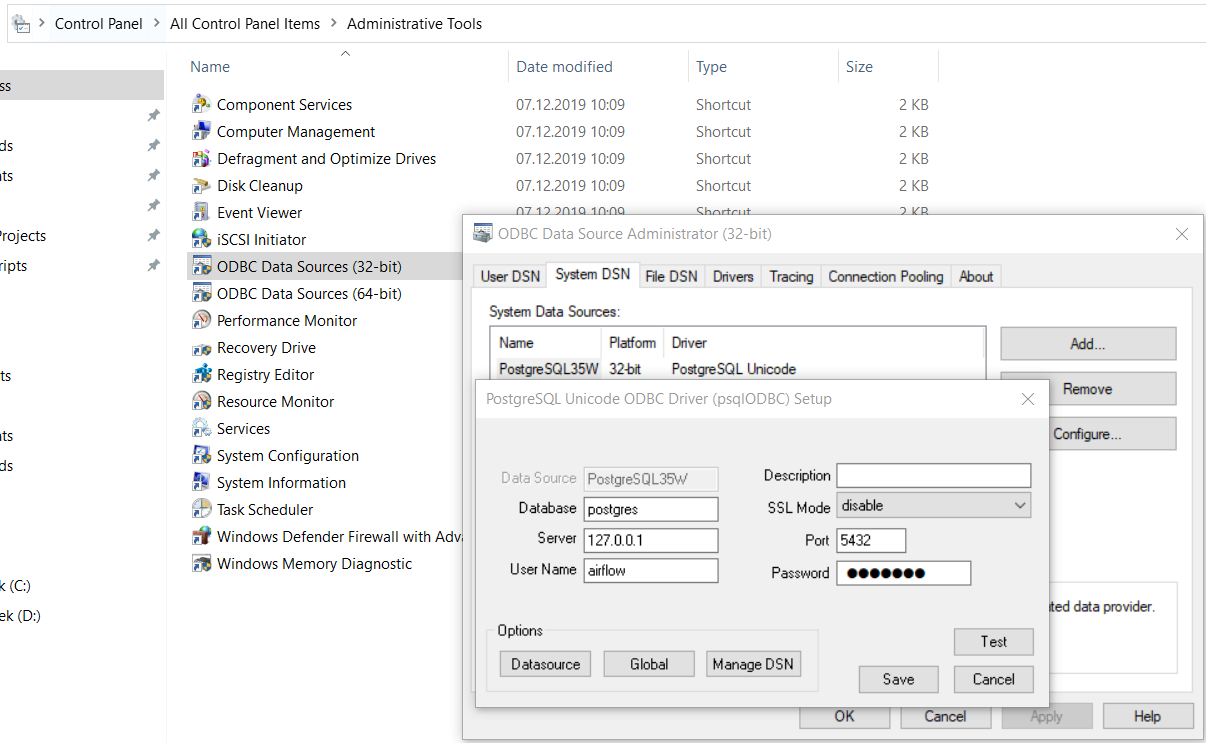 Control Panel > All Control Panel Items > Administrative Tools
Name Date modified Type Size
ss
ds
nts
Projects
ripts
ts
nts
ds
k (C:)
ek (D:)
Component Services 07.12.2019 10:09 Shortcut 2 KB
Computer Management 07.12.2019 10:09 Shortcut 2 KB
Defragment and Optimize Drives 07.12.2019 10:09 Shortcut 2 KB
Disk Cleanup 07.12.2019 10:09 Shortcut 2 KB
Event Viewer 07.12.2019 10:09 Shortcut 2 KB
iSCSI Initiator
ODBC Data Sources (32-bit)
ODBC Data Sources (64-bit)
Performance Monitor
Recovery Drive
Registry Editor
Resource Monitor
Services
System Configuration
System Information
Task Scheduler
Windows Defender Firewall with Adva
Windows Memory Diagnostic
ODBC Data Source Administrator (32-bit)
User DSN System DSN File DSN Drivers Tracing Connection Pooling About
System Data Sources:
Name Platform Driver
PostgreSQL35W 32-bit PostgreSQL Unicode
Add...
Remove
Configure...
PostgreSQL Unicode ODBC Driver (psqlODBC) Setup
Data Source PostgreSQL35W Description
Database postgres SSL Mode disable
Server 127.0.0.1 Port 5432
User Name airflow Password ●●●●●●●
Options
Datasource Global Manage DSN
Test
Save Cancel
ted data provider.
OK Cancel Apply Help